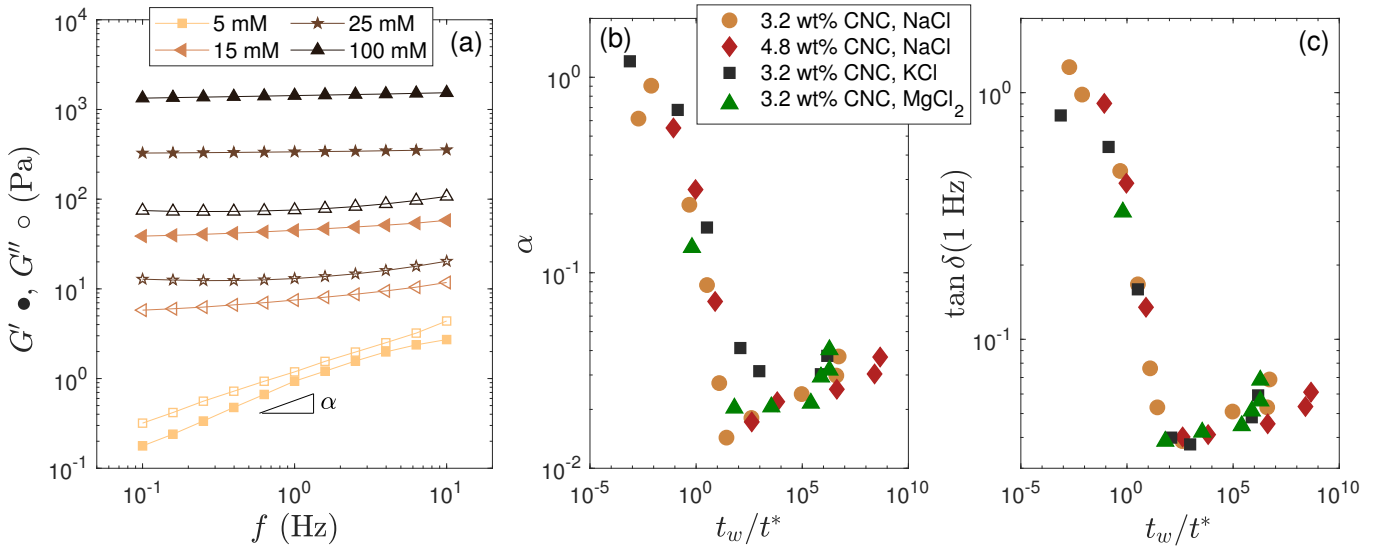 5 mM
15 mM
25 mM
100 mM
(a)
10^4
10^3
10^2
10^1
10^0
10^-1
G′ ●, G″ ○ (Pa)
α
10^-1
10^0
10^1
f (Hz)
(b)
3.2 wt% CNC, NaCl
4.8 wt% CNC, NaCl
3.2 wt% CNC, KCl
3.2 wt% CNC, MgCl_2
10^0
10^-1
10^-2
α
10^-5
10^0
10^5
10^10
t_w/t^*
(c)
10^0
10^-1
tan δ(1 Hz)
10^-5
10^0
10^5
10^10
t_w/t^*